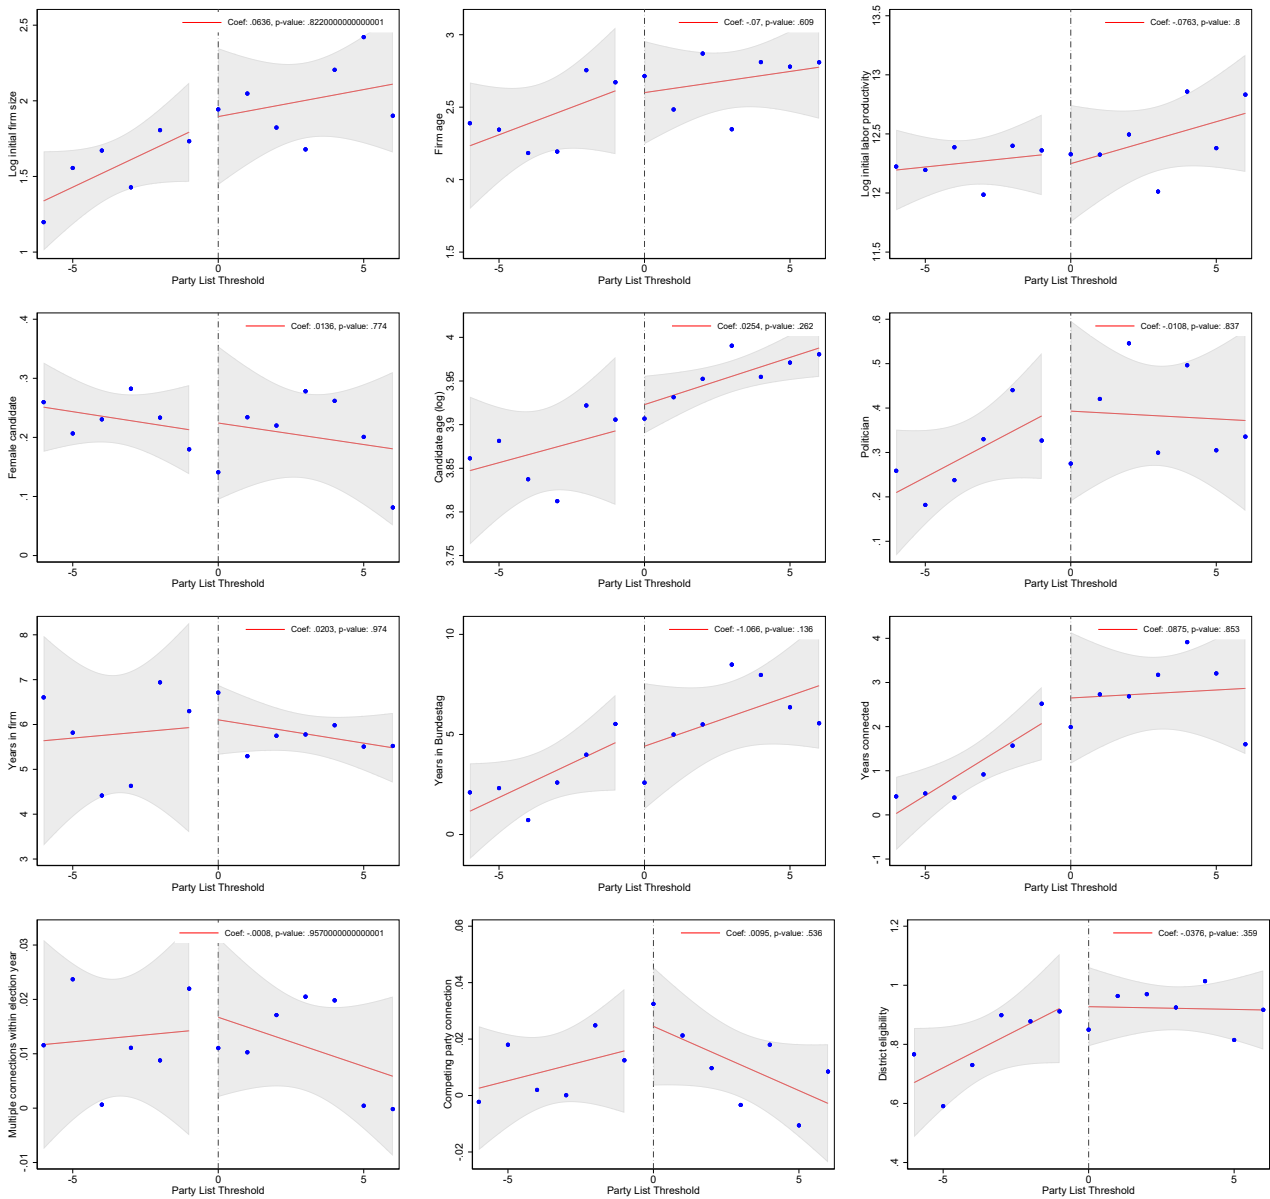 Coef: .0636, p-value: .8220000000000001
Log initial firm size
1
1.5
2
2.5
-5
0
5
Party List Threshold
Coef: -.07, p-value: .609
Firm age
1.5
2
2.5
3
-5
0
5
Party List Threshold
Coef: -.0763, p-value: .8
Log initial labor productivity
11.5
12
12.5
13
13.5
-5
0
5
Party List Threshold
Coef: .0136, p-value: .774
Female candidate
0
.1
.2
.3
.4
-5
0
5
Party List Threshold
Coef: .0254, p-value: .262
Candidate age (log)
3.75
3.8
3.85
3.9
3.95
4
-5
0
5
Party List Threshold
Coef: -.0108, p-value: .837
Politician
.1
.2
.3
.4
.5
.6
-5
0
5
Party List Threshold
Coef: .0203, p-value: .974
Years in firm
3
4
5
6
7
8
-5
0
5
Party List Threshold
Coef: -1.066, p-value: .136
Years in Bundestag
0
5
10
-5
0
5
Party List Threshold
Coef: .0875, p-value: .853
Years connected
-1
0
1
2
3
4
-5
0
5
Party List Threshold
Coef: -.0008, p-value: .9570000000000001
Multiple connections within election year
-.01
0
.01
.02
.03
-5
0
5
Party List Threshold
Coef: .0095, p-value: .536
Competing party connection
-.02
0
.02
.04
.06
-5
0
5
Party List Threshold
Coef: -.0376, p-value: .359
District eligibility
.4
.6
.8
1
1.2
-5
0
5
Party List Threshold